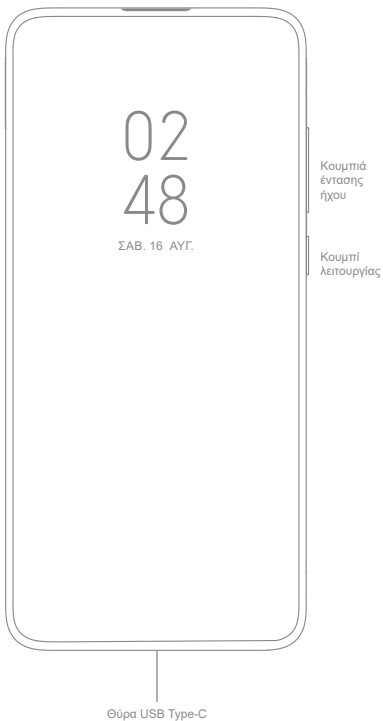 02
48
ΣΑΒ. 16 ΑΥΓ.
Κουμπιά
έντασης
ήχου
Κουμπί
λειτουργίας
Θύρα USB Type-C